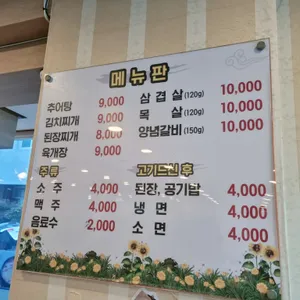 메뉴판
추어탕 9,000
김치찌개 9,000
된장찌개 8,000
육개장 9,000
삼겹살(120g) 10,000
목살(120g) 10,000
양념갈비(150g) 10,000
주류
소주 4,000
맥주 4,000
음료수 2,000
고기드신 후
된장, 공기밥 4,000
냉면 4,000
소면 4,000